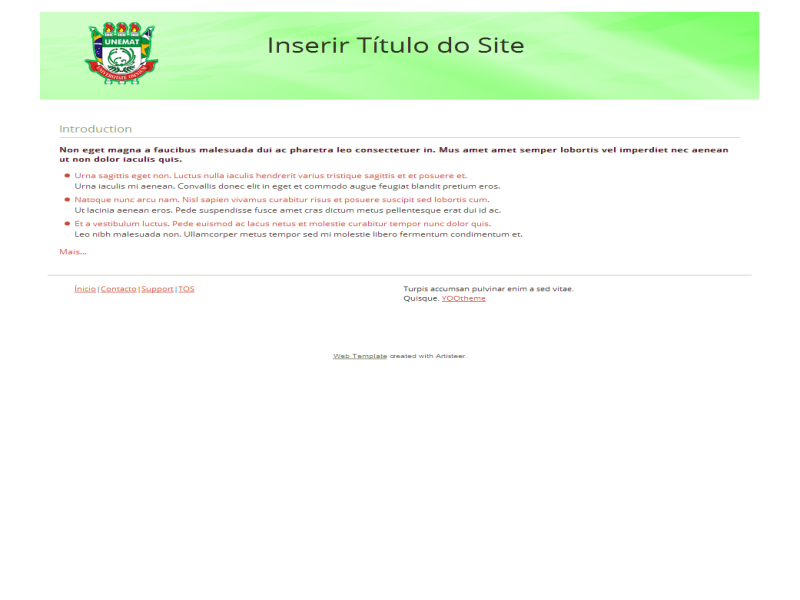 UNEMAT
Inserir Título do Site
Introduction
Non eget magna a faucibus malesuada dui ac pharetra leo consectetuer in. Mus amet amet semper lobortis vel imperdiet nec aenean
ut non dolor iaculis quis.
Urna sagittis eget non. Luctus nulla iaculis hendrerit varius tristique sagittis et et posuere et.
Urna iaculis mi aenean. Convallis donec elit in eget et commodo augue feugiat blandit pretium eros.
Natoque nunc arcu nam. Nisl sapien vivamus curabitur risus et posuere suscipit sed lobortis cum.
Ut lacinia aenean eros. Pede suspendisse fusce amet cras dictum metus pellentesque erat dui id ac.
Et a vestibulum luctus. Pede euismod ac lacus netus et molestie curabitur tempor nunc dolor quis.
Leo nibh malesuada non. Ullamcorper metus tempor sed mi molestie libero fermentum condimentum et.
Mais...
Ínicio|Contacto|Support|TOS
Turpis accumsan pulvinar enim a sed vitae.
Quisque. YOOtheme
Web Template created with Artisteer.